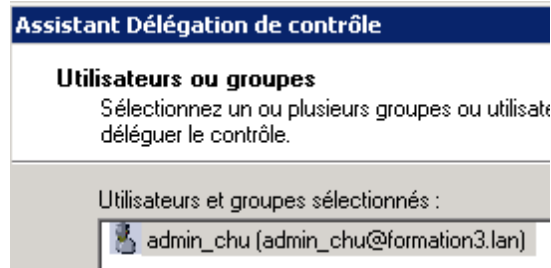 Assistant Délégation de contrôle
Utilisateurs ou groupes
Sélectionnez un ou plusieurs groupes ou
déléguer le contrôle.
Utilisateurs et groupes sélectionnés :
admin_chu (admin_chu@formation3.lan)